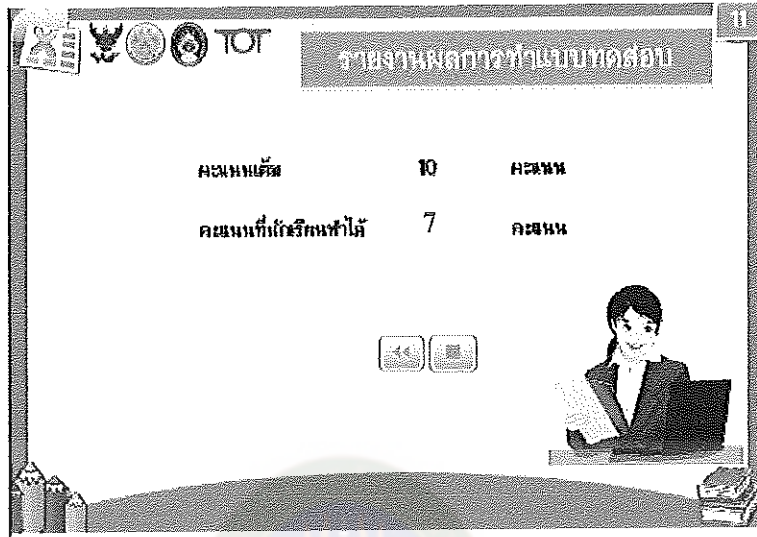 11
TOT
รายงานผลการทำแบบทดสอบ
คะแนนเต็ม 10 คะแนน
คะแนนที่นักเรียนทำได้ 7 คะแนน